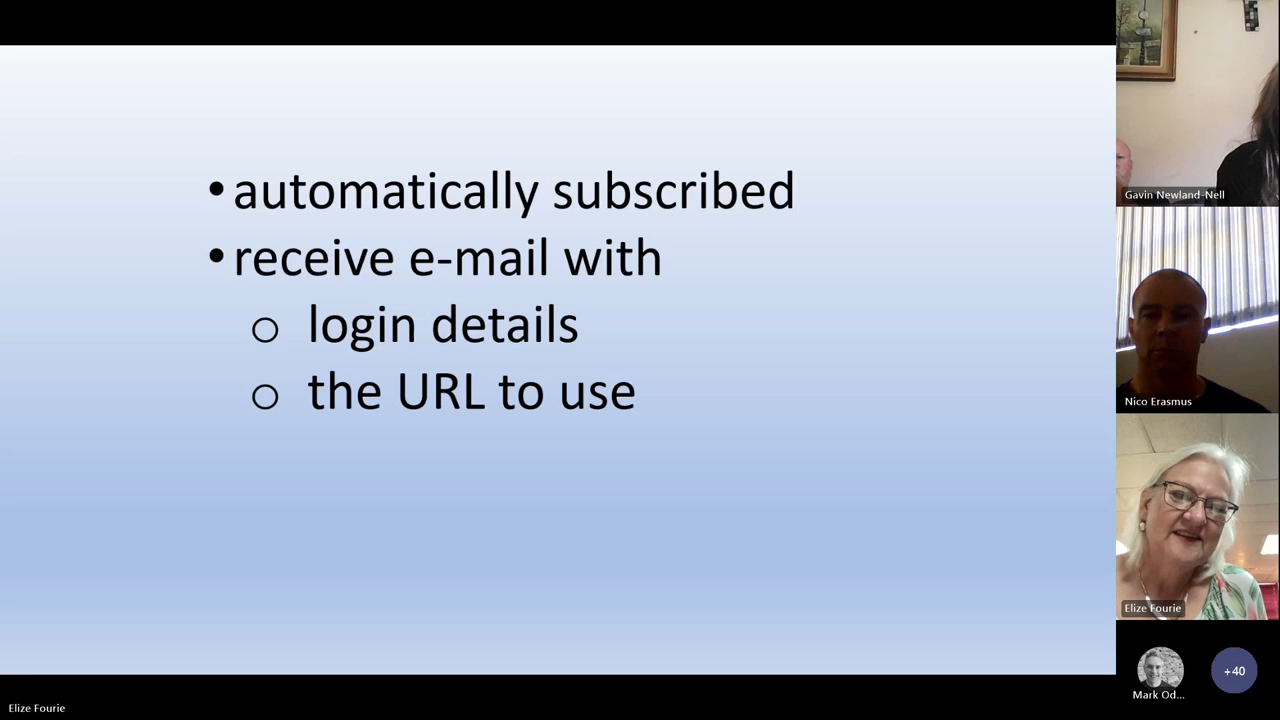 • automatically subscribed
• receive e-mail with
o login details
o the URL to use
Gavin Newland-Nell
Nico Erasmus
Elize Fourie
Mark Od...
+40
Elize Fourie